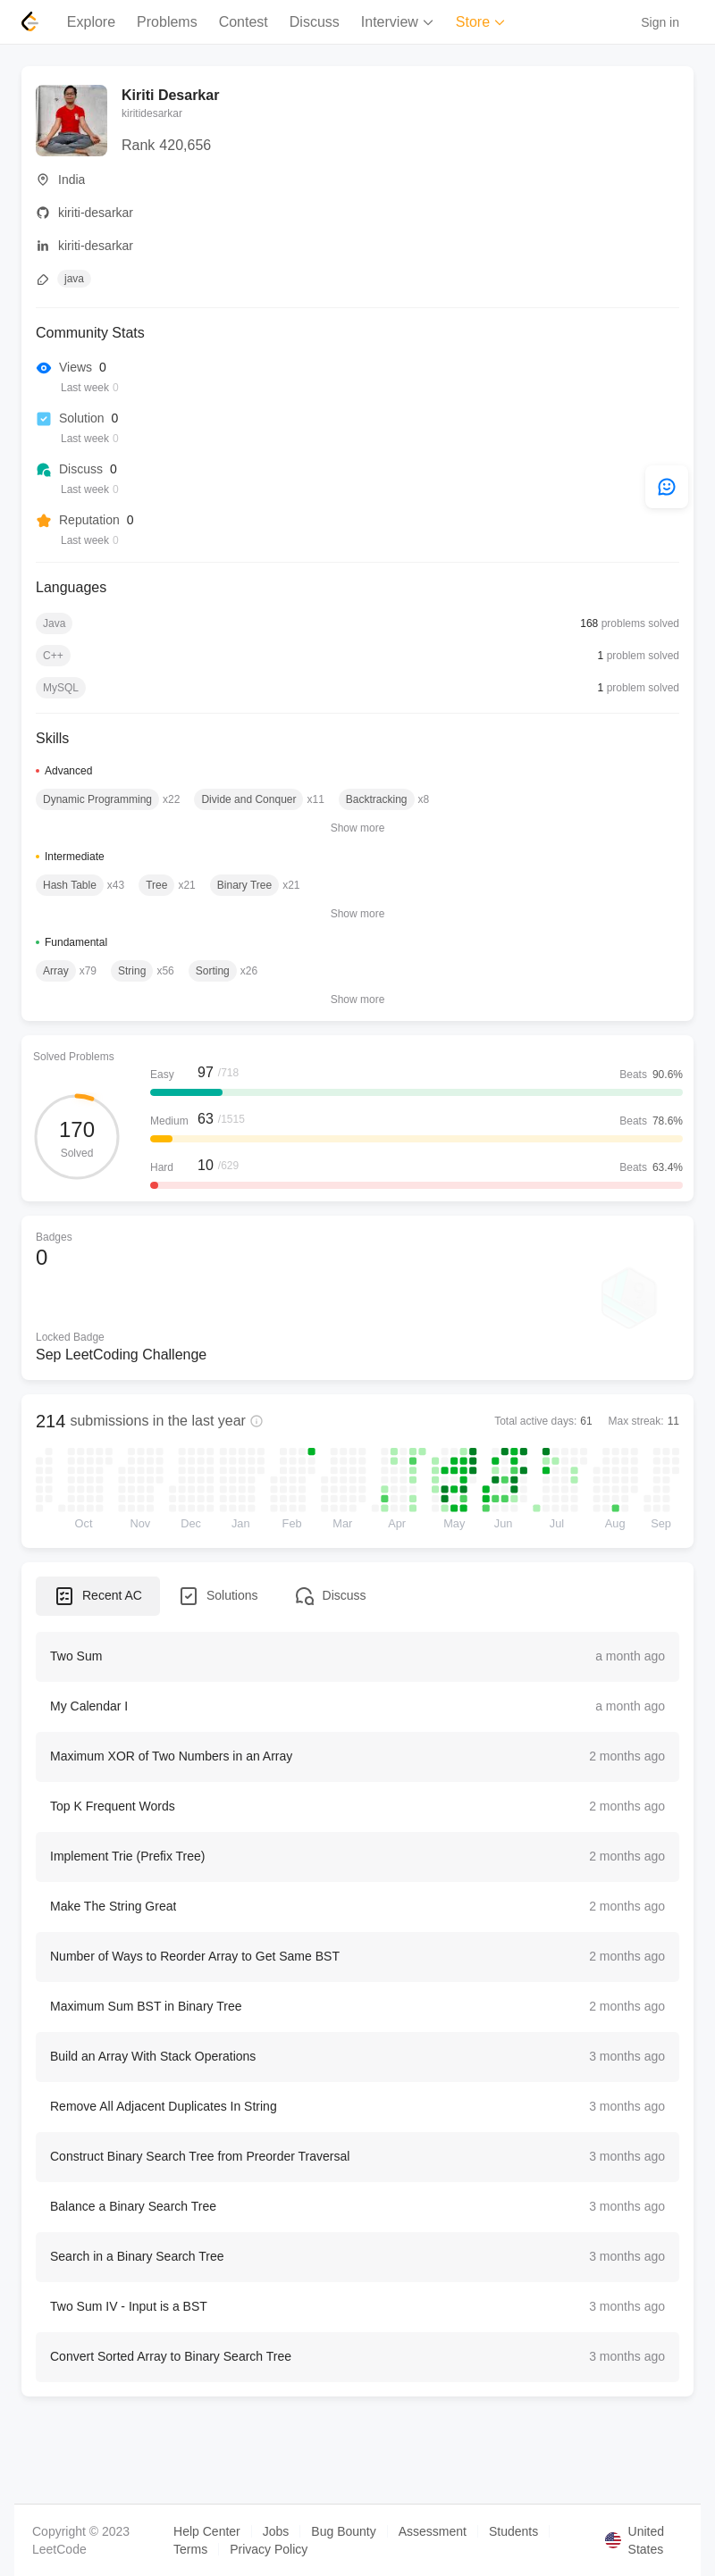 Explore Problems Contest Discuss Interview Store Sign in
Kiriti Desarkar
kiritidesarkar
Rank 420,656
India
kiriti-desarkar
kiriti-desarkar
java
Community Stats
Views 0
Last week 0
Solution 0
Last week 0
Discuss 0
Last week 0
Reputation 0
Last week 0
Languages
Java 168 problems solved
C++ 1 problem solved
MySQL 1 problem solved
Skills
Advanced
Dynamic Programming x22 Divide and Conquer x11 Backtracking x8
Show more
Intermediate
Hash Table x43 Tree x21 Binary Tree x21
Show more
Fundamental
Array x79 String x56 Sorting x26
Show more
Solved Problems
170
Solved
Easy 97 /718 Beats 90.6%
Medium 63 /1515 Beats 78.6%
Hard 10 /629 Beats 63.4%
Badges
0
Locked Badge
Sep LeetCoding Challenge
214 submissions in the last year Total active days: 61 Max streak: 11
Oct Nov Dec Jan Feb Mar Apr May Jun Jul Aug Sep
Recent AC Solutions Discuss
Two Sum a month ago
My Calendar I a month ago
Maximum XOR of Two Numbers in an Array 2 months ago
Top K Frequent Words 2 months ago
Implement Trie (Prefix Tree) 2 months ago
Make The String Great 2 months ago
Number of Ways to Reorder Array to Get Same BST 2 months ago
Maximum Sum BST in Binary Tree 2 months ago
Build an Array With Stack Operations 3 months ago
Remove All Adjacent Duplicates In String 3 months ago
Construct Binary Search Tree from Preorder Traversal 3 months ago
Balance a Binary Search Tree 3 months ago
Search in a Binary Search Tree 3 months ago
Two Sum IV - Input is a BST 3 months ago
Convert Sorted Array to Binary Search Tree 3 months ago
Copyright © 2023
LeetCode
Help Center Jobs Bug Bounty Assessment Students
Terms Privacy Policy
United
States